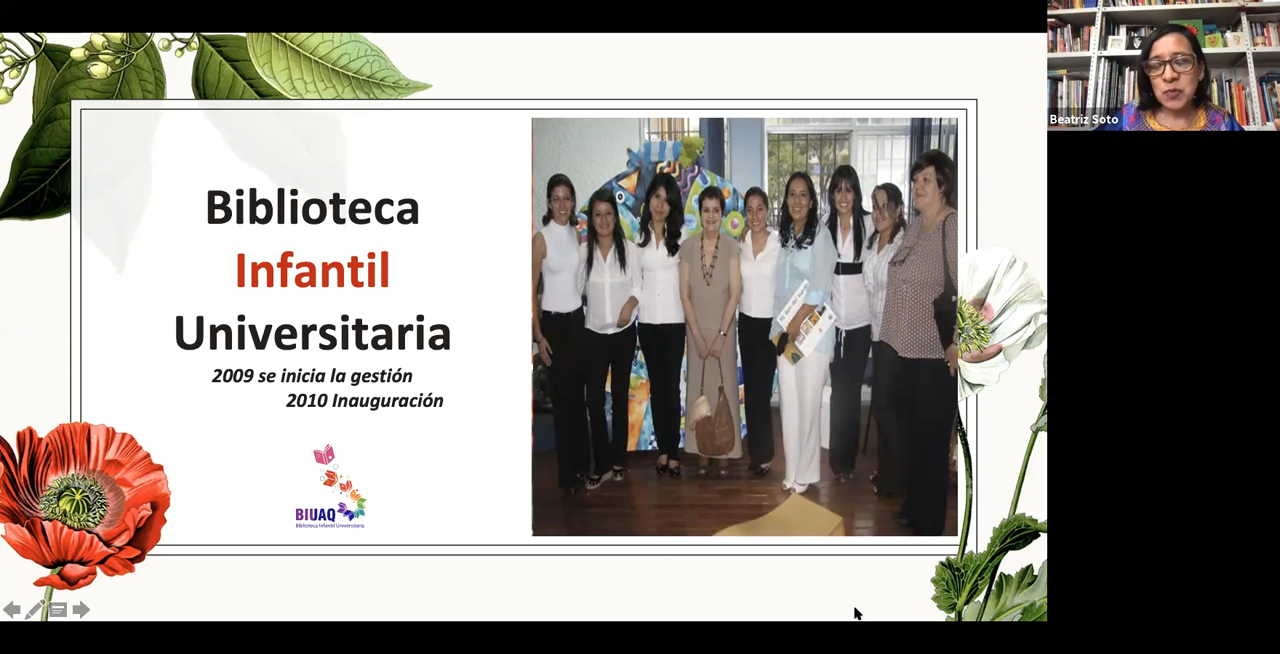 Biblioteca
Infantil
Universitaria
2009 se inicia la gestión
2010 Inauguración
BIUAQ
Biblioteca Infantil Universitaria
Beatriz Soto